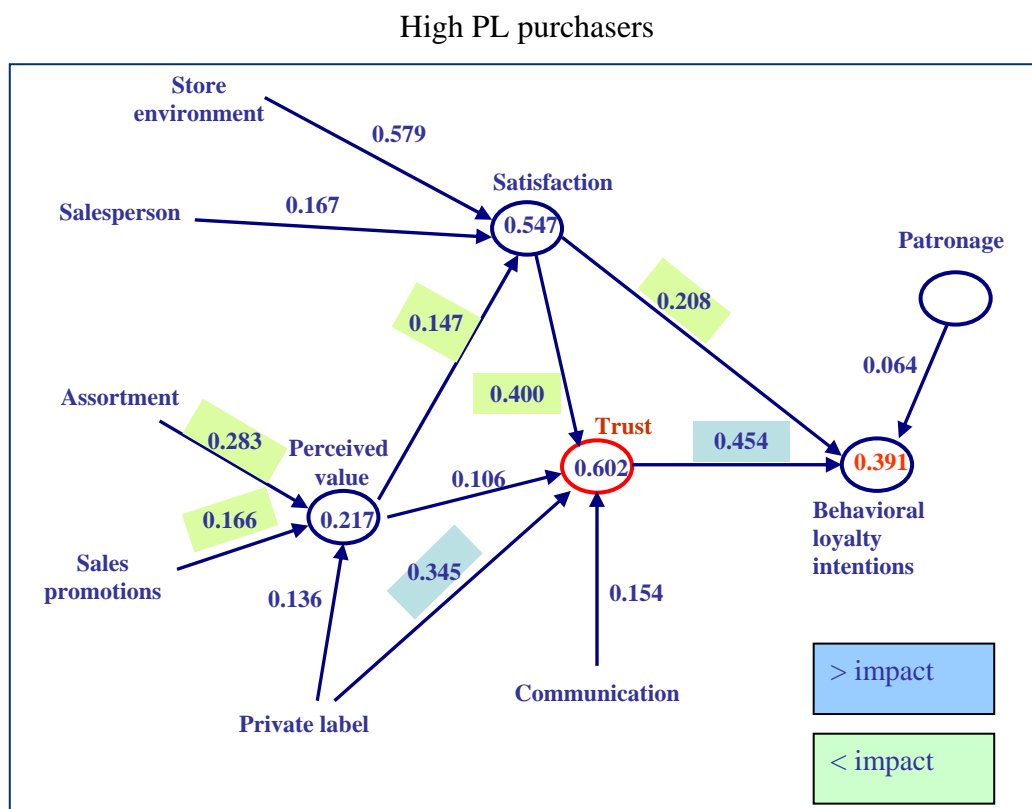 High PL purchasers
Store
environment
0.579
Satisfaction
Salesperson
0.167
0.547
Patronage
0.208
0.147
0.064
Assortment
0.400
Trust
0.283
Perceived
value
0.454
0.391
0.106
0.602
0.166
0.217
Behavioral
loyalty
intentions
Sales
promotions
0.345
0.136
0.154
Communication
> impact
Private label
< impact